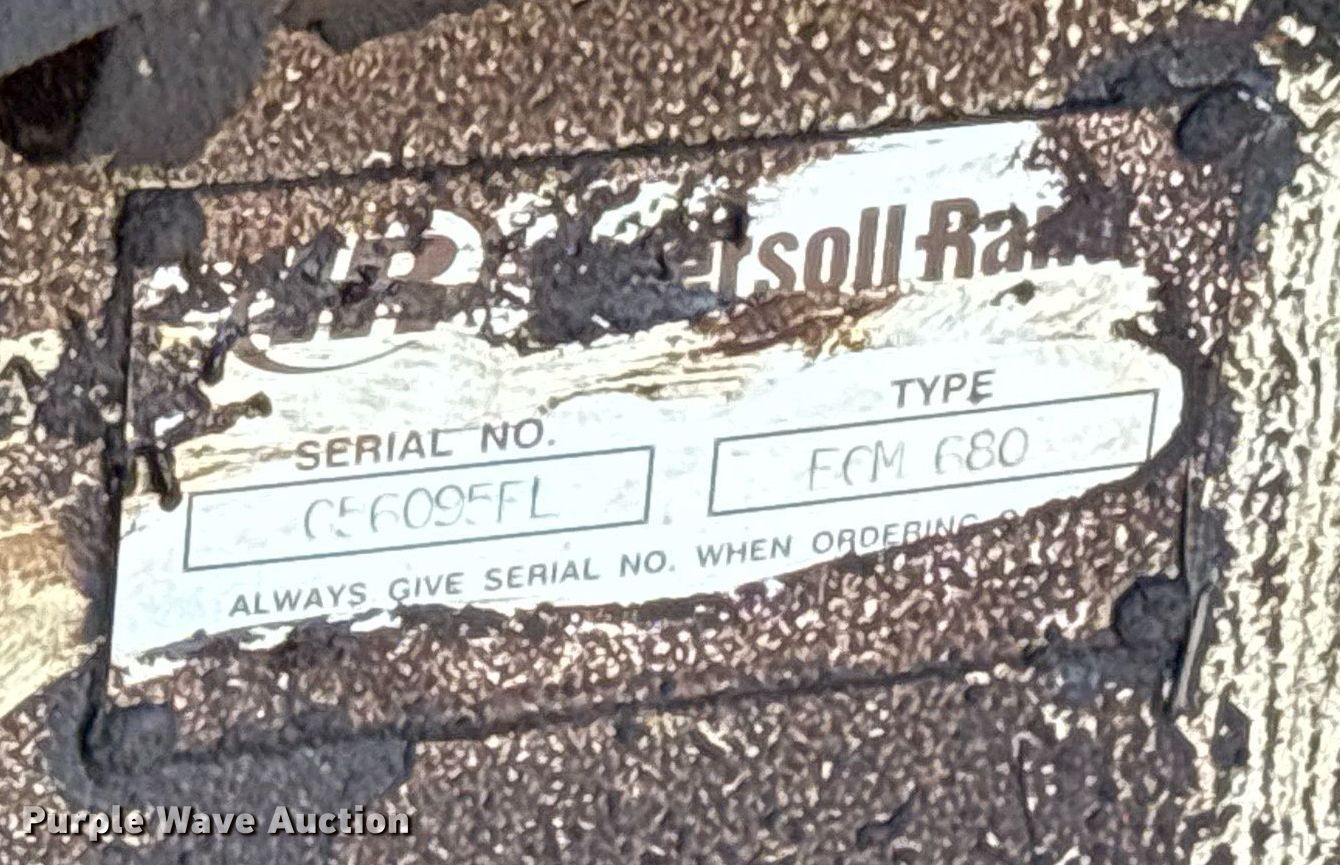 IR
ersoll-Ran
SERIAL NO.
TYPE
C56095FL
ECM 680
ALWAYS GIVE SERIAL NO. WHEN ORDERING
Purple Wave Auction